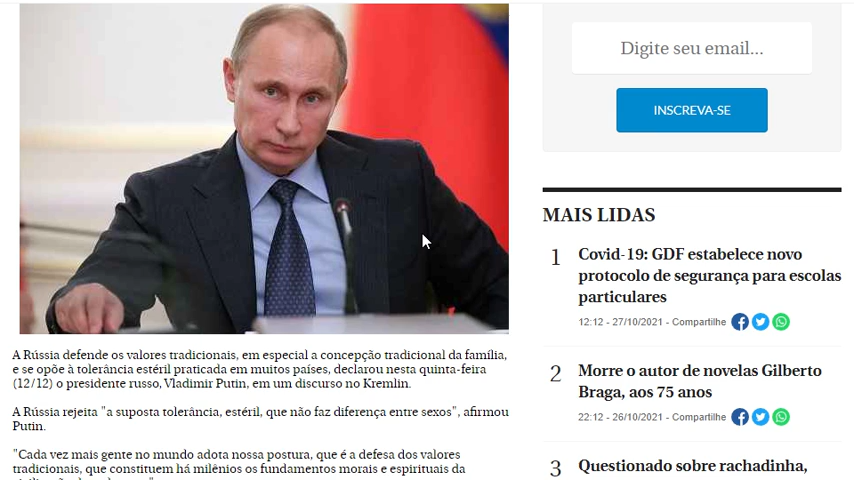 A Rússia defende os valores tradicionais, em especial a concepção tradicional da família,
e se opõe à tolerância estéril praticada em muitos países, declarou nesta quinta-feira
(12/12) o presidente russo, Vladimir Putin, em um discurso no Kremlin.
A Rússia rejeita "a suposta tolerância, estéril, que não faz diferença entre sexos", afirmou
Putin.
"Cada vez mais gente no mundo adota nossa postura, que é a defesa dos valores
tradicionais, que constituem há milênios os fundamentos morais e espirituais da
Digite seu email...
INSCREVA-SE
MAIS LIDAS
1 Covid-19: GDF estabelece novo
protocolo de segurança para escolas
particulares
12:12 - 27/10/2021 - Compartilhe
2 Morre o autor de novelas Gilberto
Braga, aos 75 anos
22:12 - 26/10/2021 - Compartilhe
3 Questionado sobre rachadinha,